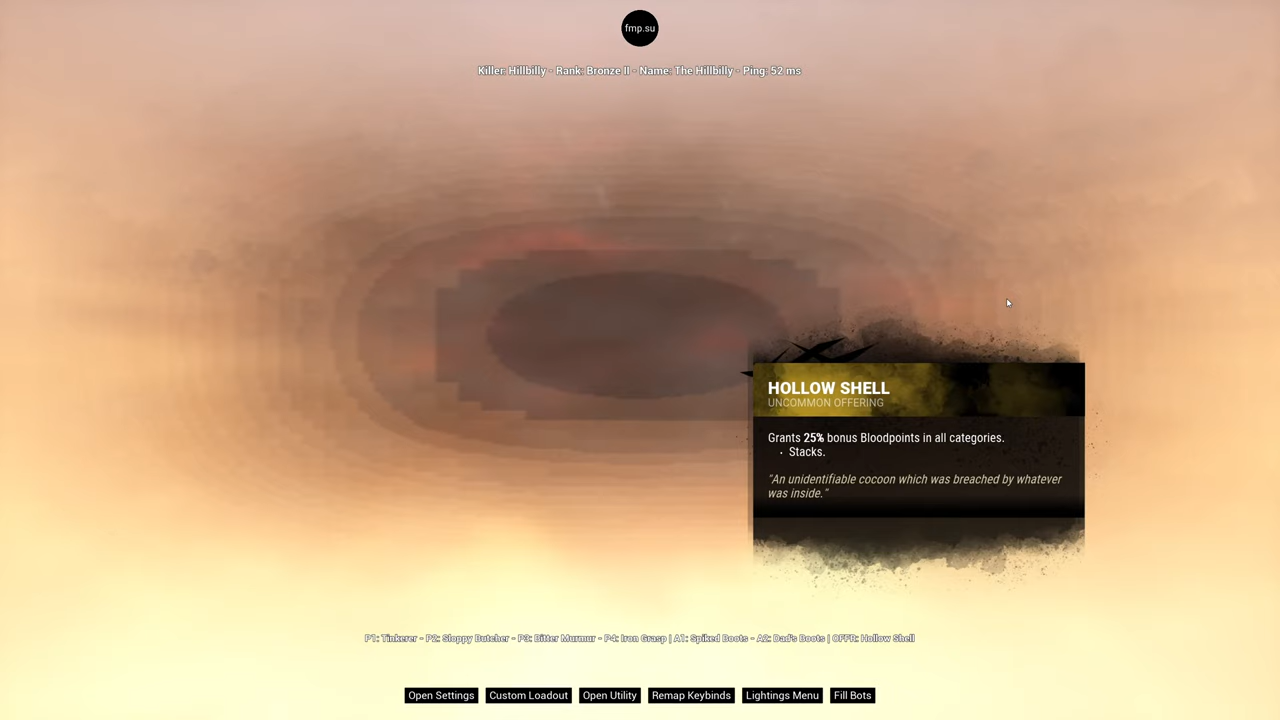 fmp.su
Killer: Hillbilly - Rank: Bronze II - Name: The Hillbilly - Ping: 52 ms
HOLLOW SHELL
UNCOMMON OFFERING
Grants 25% bonus Bloodpoints in all categories.
· Stacks.
"An unidentifiable cocoon which was breached by whatever
was inside."
P1: Tinkerer - P2: Sloppy Butcher - P3: Bitter Murmur - P4: Iron Grasp | A1: Spiked Boots - A2: Dad's Boots | OFFR: Hollow Shell
Open Settings Custom Loadout Open Utility Remap Keybinds Lightings Menu Fill Bots